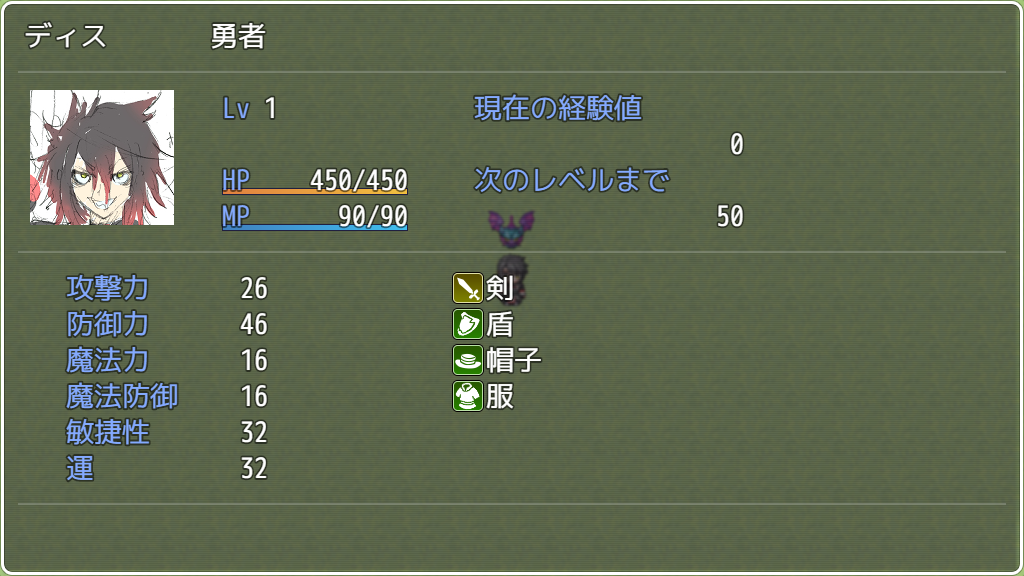 ディス 勇者
Lv 1 現在の経験値
0
HP 450/450 次のレベルまで
MP 90/90 50
攻撃力 26 剣
防御力 46 盾
魔法力 16 帽子
魔法防御 16 服
敏捷性 32
運 32